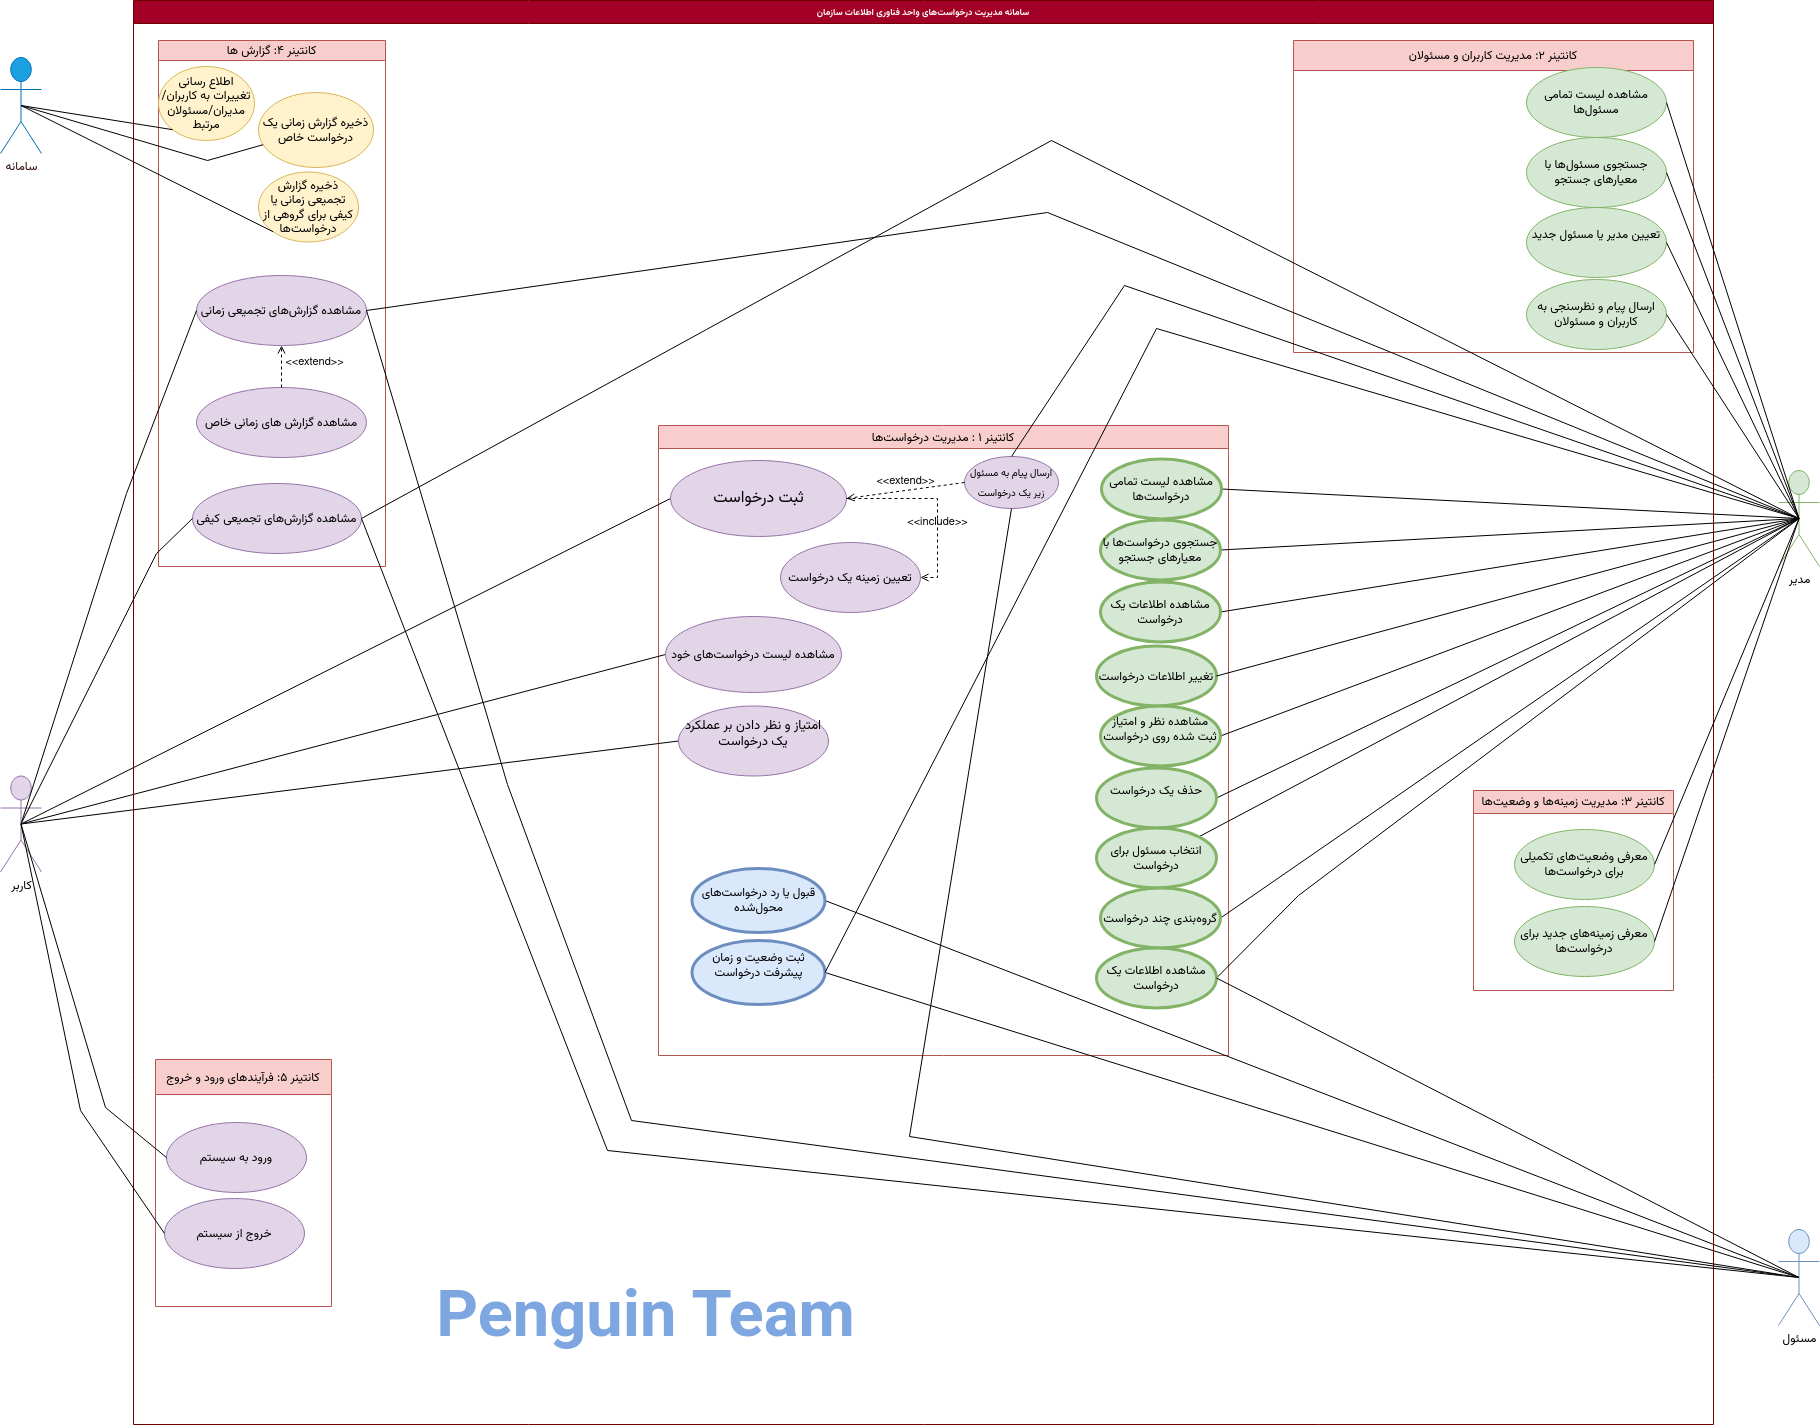 سامانه مدیریت درخواست‌های واحد فناوری اطلاعات سازمان
سامانه
کانتینر ۴: گزارش ها
اطلاع رسانی
تغییرات به کاربران/
مدیران/مسئولان
مرتبط
ذخیره گزارش زمانی یک
درخواست خاص
ذخیره گزارش
تجمیعی زمانی یا
کیفی برای گروهی از
درخواست‌ها
مشاهده گزارش‌های تجمیعی زمانی
<<extend>>
مشاهده گزارش های زمانی خاص
مشاهده گزارش‌های تجمیعی کیفی
کانتینر ۲: مدیریت کاربران و مسئولان
مشاهده لیست تمامی
مسئول‌ها
جستجوی مسئول‌ها با
معیارهای جستجو
تعیین مدیر یا مسئول جدید
ارسال پیام و نظرسنجی به
کاربران و مسئولان
کانتینر ۱ : مدیریت درخواست‌ها
ثبت درخواست
<<extend>>
ارسال پیام به مسئول
زیر یک درخواست
<<include>>
تعیین زمینه یک درخواست
مشاهده لیست درخواست‌های خود
امتیاز و نظر دادن بر عملکرد
یک درخواست
قبول یا رد درخواست‌های
محول‌شده
ثبت وضعیت و زمان
پیشرفت درخواست
مشاهده لیست تمامی
درخواست‌ها
جستجوی درخواست‌ها با
معیارهای جستجو
مشاهده اطلاعات یک
درخواست
تغییر اطلاعات درخواست
مشاهده نظر و امتیاز
ثبت شده روی درخواست
حذف یک درخواست
انتخاب مسئول برای
درخواست
گروه‌بندی چند درخواست
مشاهده اطلاعات یک
درخواست
مدیر
کانتینر ۳: مدیریت زمینه‌ها و وضعیت‌ها
معرفی وضعیت‌های تکمیلی
برای درخواست‌ها
معرفی زمینه‌های جدید برای
درخواست‌ها
کاربر
کانتینر ۵: فرآیندهای ورود و خروج
ورود به سیستم
خروج از سیستم
مسئول
Penguin Team